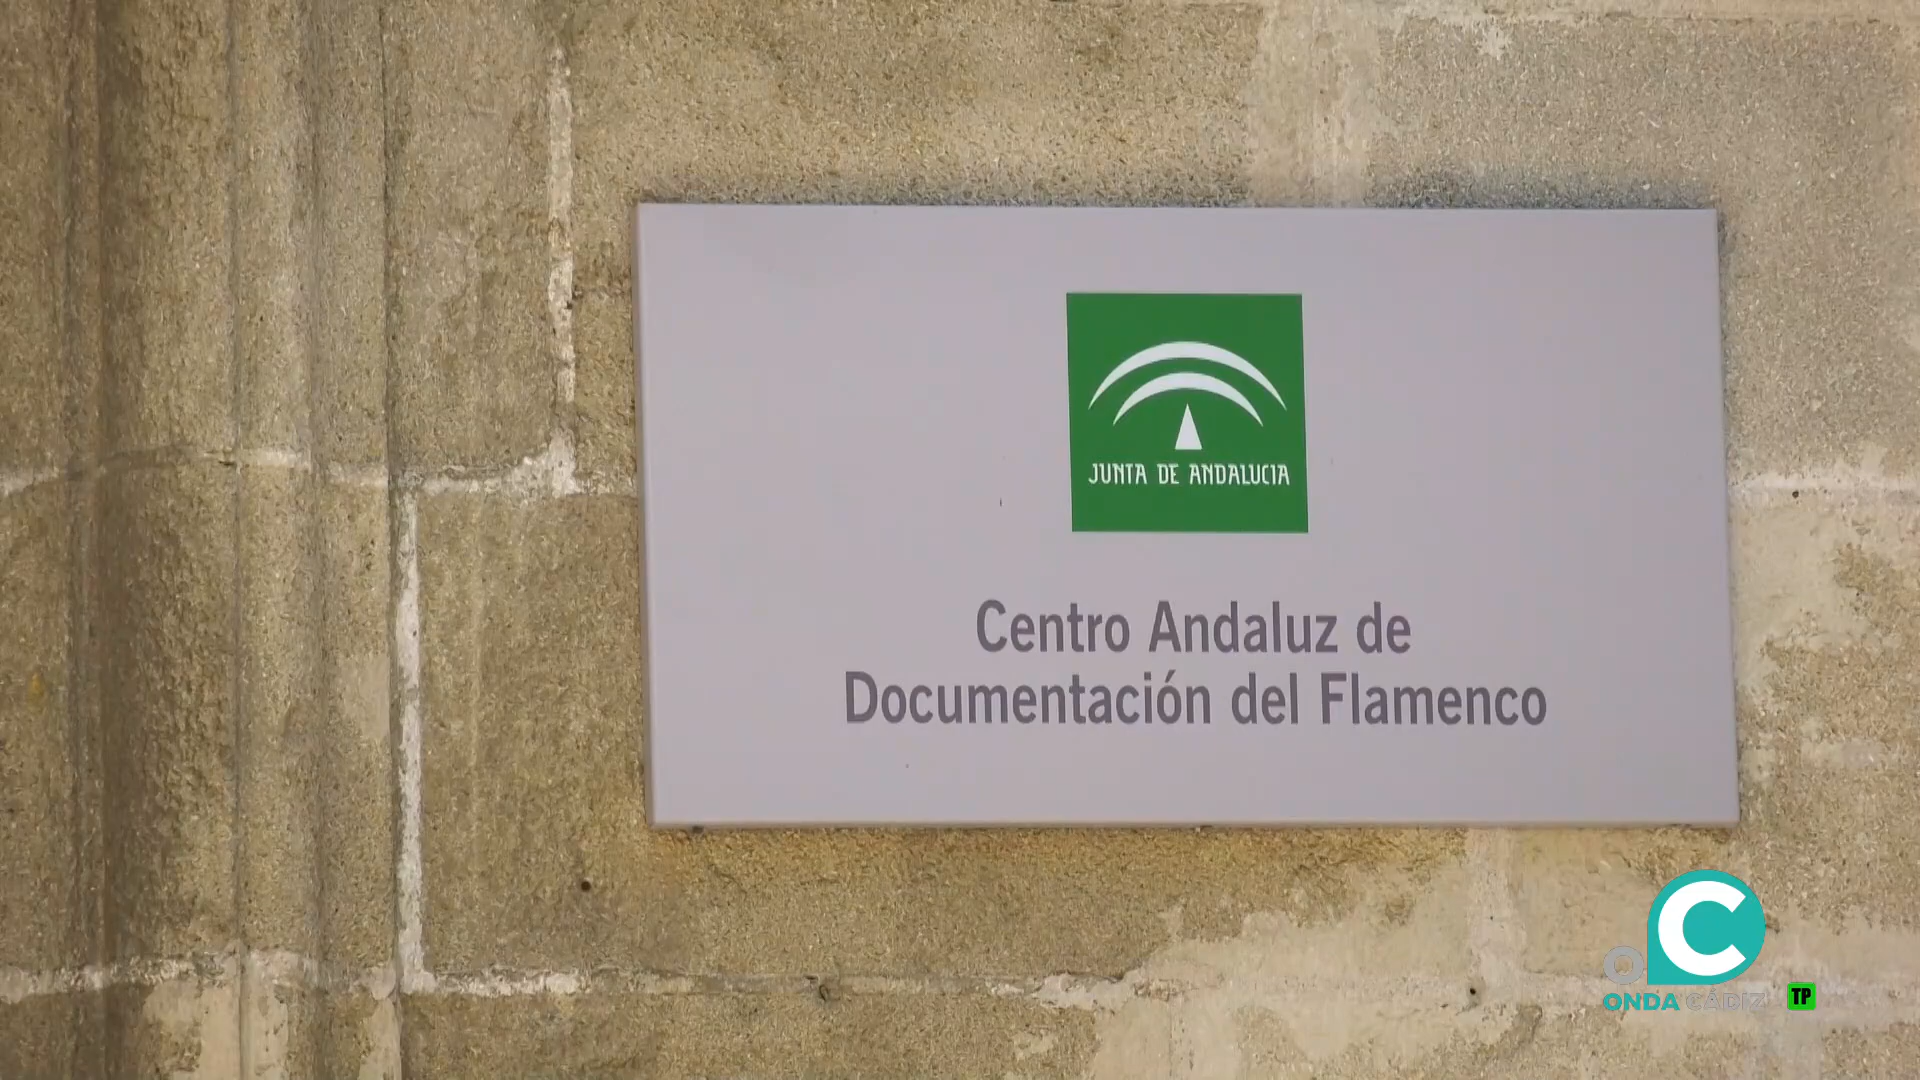 JUNTA DE ANDALUCIA
Centro Andaluz de
Documentación del Flamenco
C
O
ONDA CÁDIZ
TP